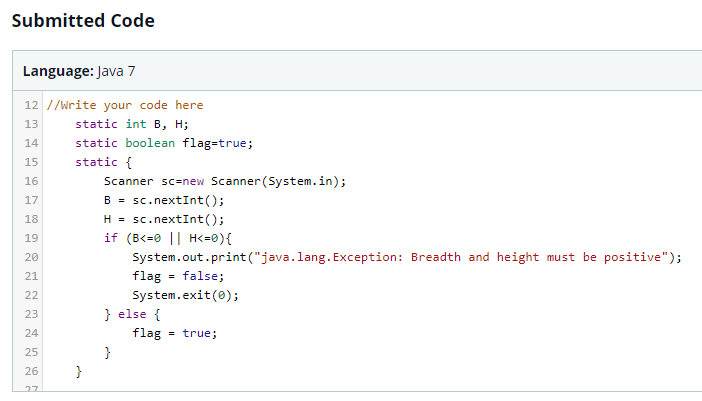 Submitted Code
Language: Java 7
12 //Write your code here
13     static int B, H;
14     static boolean flag=true;
15     static {
16         Scanner sc=new Scanner(System.in);
17         B = sc.nextInt();
18         H = sc.nextInt();
19         if (B<=0 || H<=0){
20             System.out.print("java.lang.Exception: Breadth and height must be positive");
21             flag = false;
22             System.exit(0);
23         } else {
24             flag = true;
25         }
26     }
27